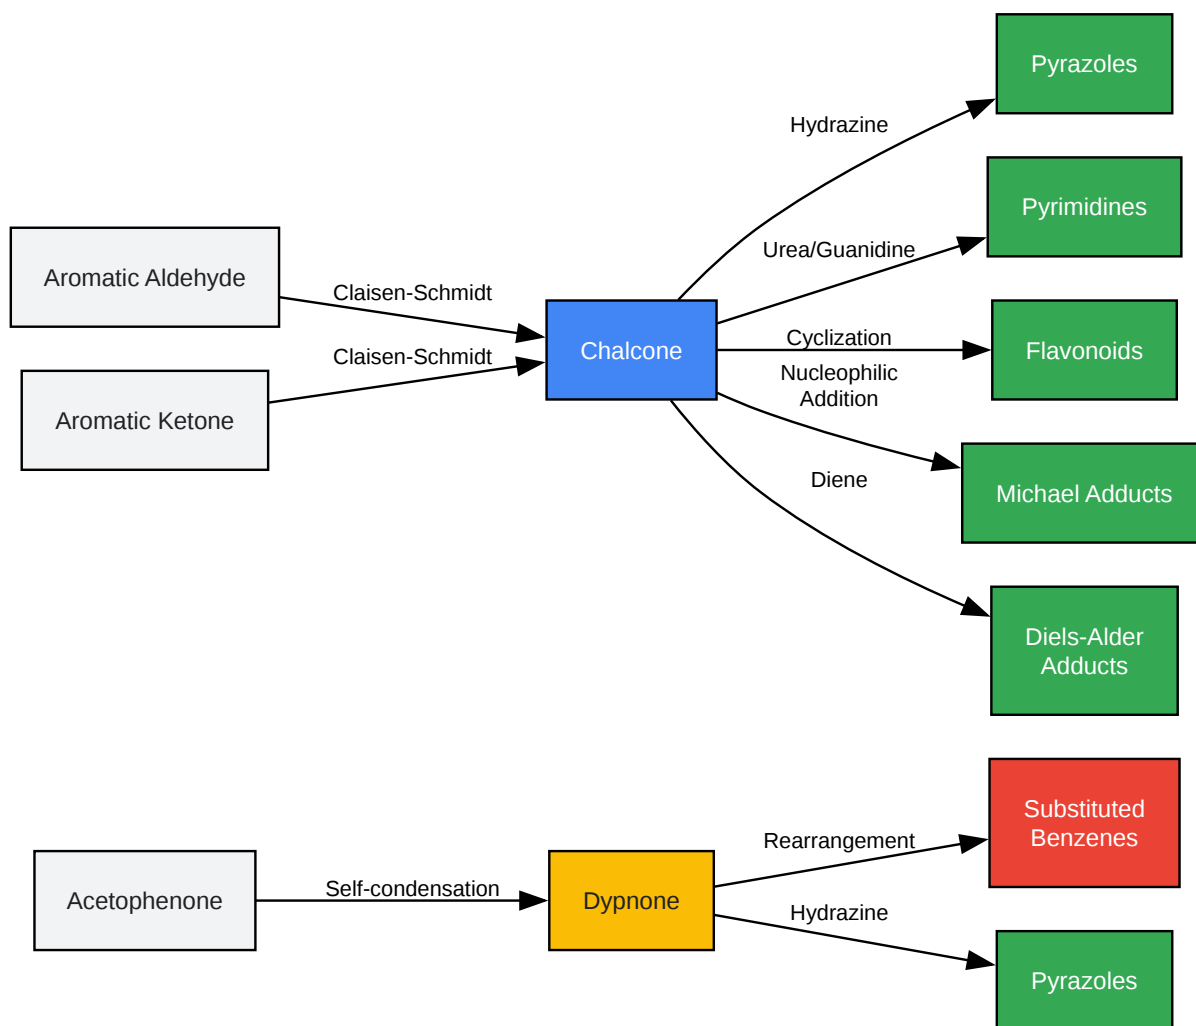 Pyrazoles
Hydrazine
Pyrimidines
Urea/Guanidine
Aromatic Aldehyde
Claisen-Schmidt
Chalcone
Cyclization
Flavonoids
Claisen-Schmidt
Nucleophilic
Addition
Aromatic Ketone
Michael Adducts
Diene
Diels-Alder
Adducts
Substituted
Benzenes
Rearrangement
Acetophenone
Self-condensation
Dypnone
Hydrazine
Pyrazoles